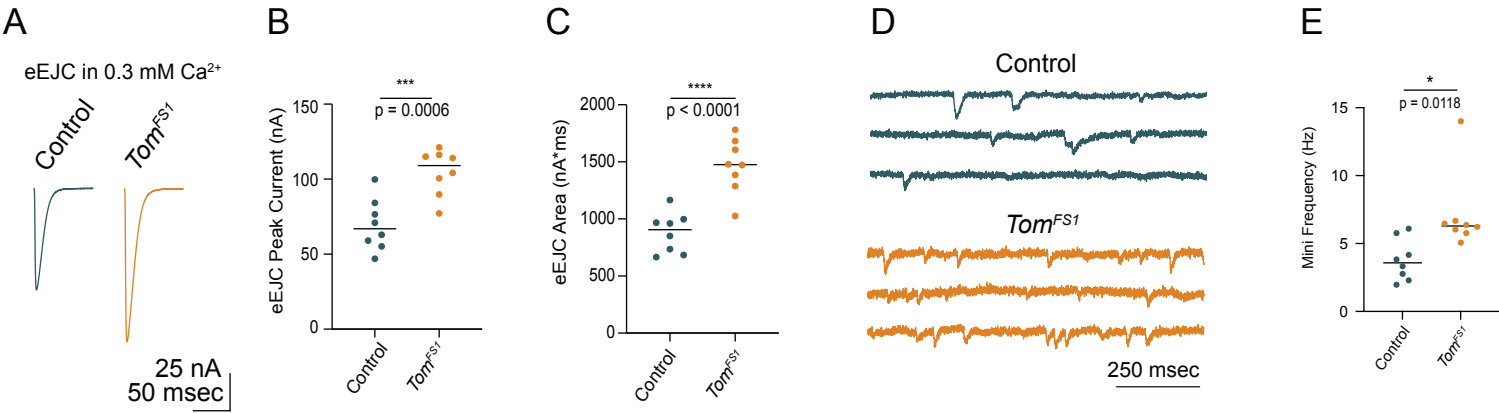 A
eEJC in 0.3 mM Ca²⁺
Control
Tomᶠˢ¹
25 nA
50 msec
B
***
p = 0.0006
eEJC Peak Current (nA)
150
100
50
0
Control
Tomᶠˢ¹
C
****
p < 0.0001
eEJC Area (nA*ms)
2000
1500
1000
500
0
Control
Tomᶠˢ¹
D
Control
Tomᶠˢ¹
250 msec
E
*
p = 0.0118
Mini Frequency (Hz)
15
10
5
0
Control
Tomᶠˢ¹